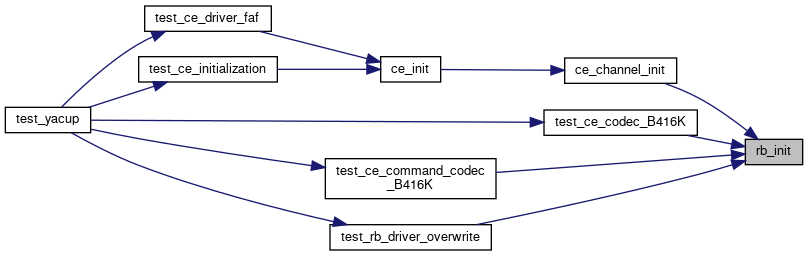 test_ce_driver_faf
test_ce_initialization
ce_init
ce_channel_init
test_yacup
test_ce_codec_B416K
rb_init
test_ce_command_codec
_B416K
test_rb_driver_overwrite